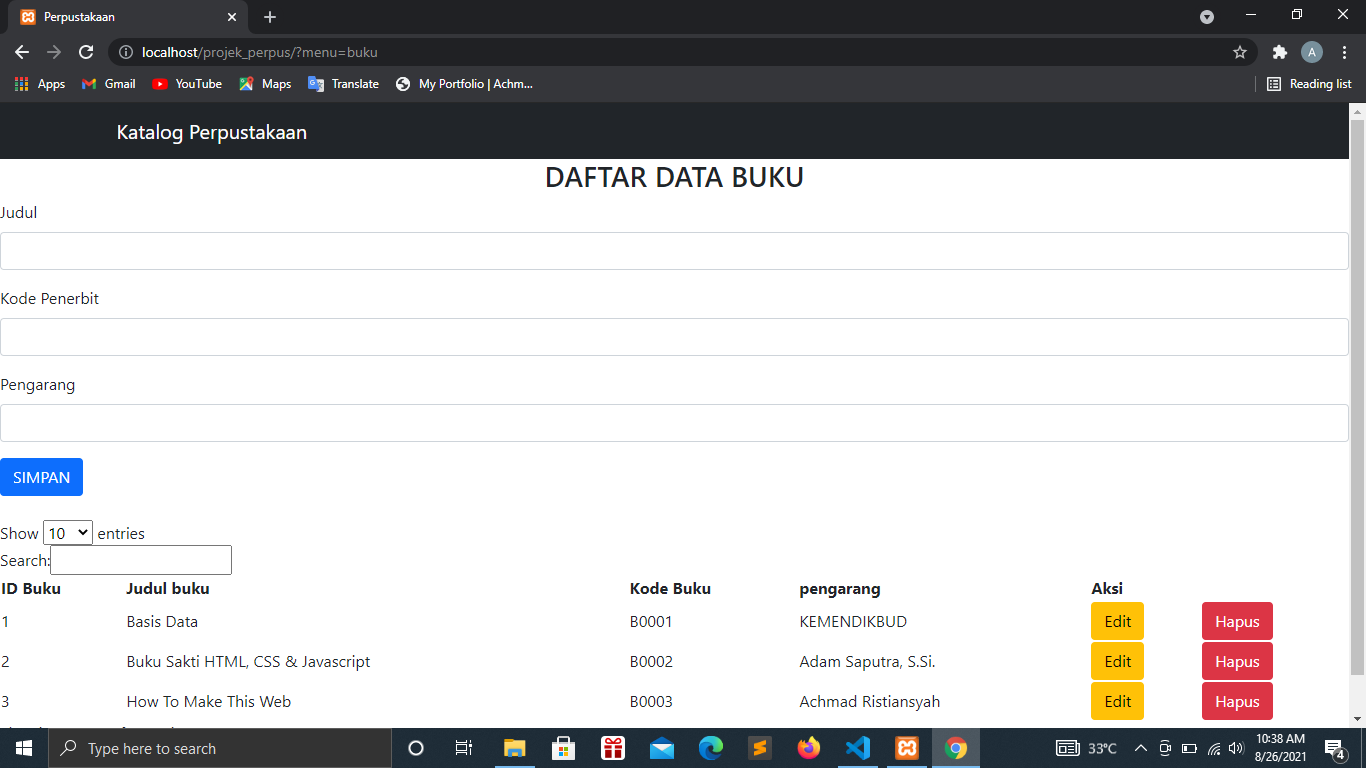 Perpustakaan
localhost/projek_perpus/?menu=buku
A
Apps Gmail YouTube Maps Translate My Portfolio | Achm... Reading list
Katalog Perpustakaan
DAFTAR DATA BUKU
Judul
Kode Penerbit
Pengarang
SIMPAN
Show 10 entries
Search:
ID Buku Judul buku Kode Buku pengarang Aksi
1 Basis Data B0001 KEMENDIKBUD Edit Hapus
2 Buku Sakti HTML, CSS & Javascript B0002 Adam Saputra, S.Si. Edit Hapus
3 How To Make This Web B0003 Achmad Ristiansyah Edit Hapus
Type here to search 33°C 10:38 AM
8/26/2021 4